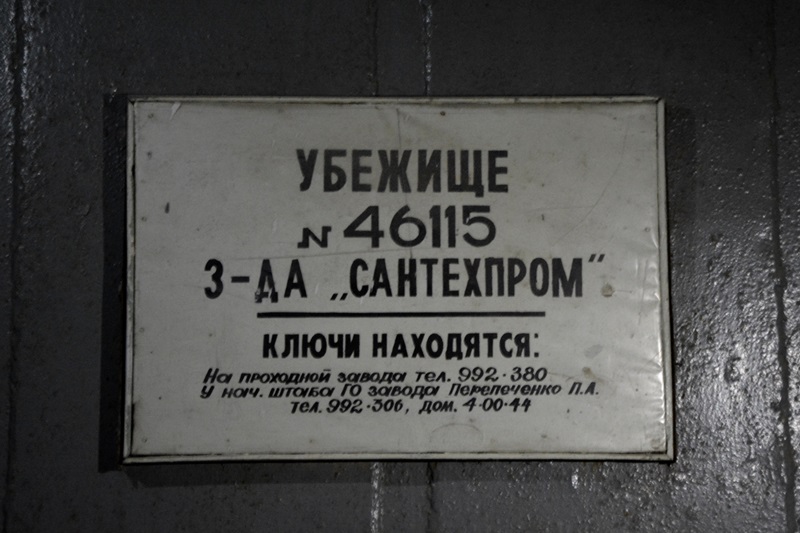 УБЕЖИЩЕ
N 46115
З-ДА „САНТЕХПРОМ"
КЛЮЧИ НАХОДЯТСЯ:
На проходной завода тел. 992·380
У нач. штаба ГО завода Перепеченко П.А.
тел. 992·306, дом. 4·00·44